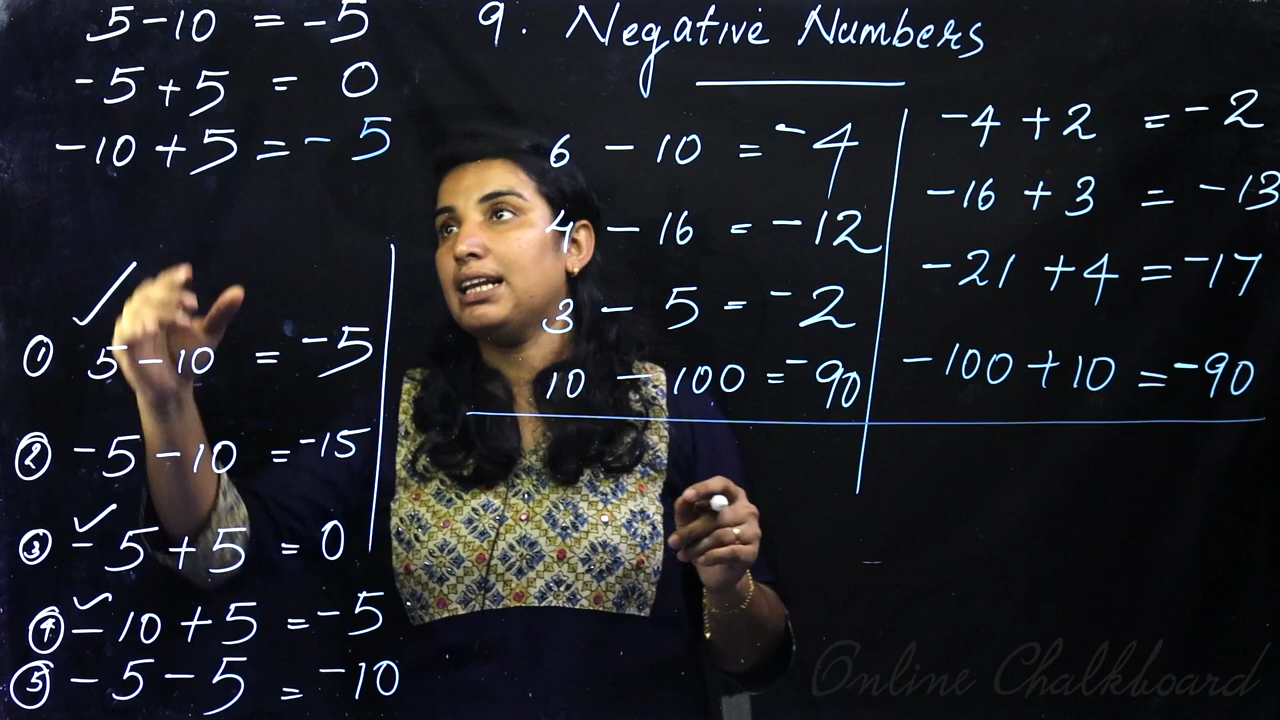 5-10 = -5
-5+5 = 0
-10+5 = -5
9. Negative Numbers
6 - 10 = -4
4 - 16 = -12
3 - 5 = -2
10 - 100 = -90
-4 + 2 = -2
-16 + 3 = -13
-21 + 4 = -17
-100 + 10 = -90
① 5-10 = -5
② -5-10 = -15
③ -5+5 = 0
④ -10+5 = -5
⑤ -5-5 = -10
Online Chalkboard